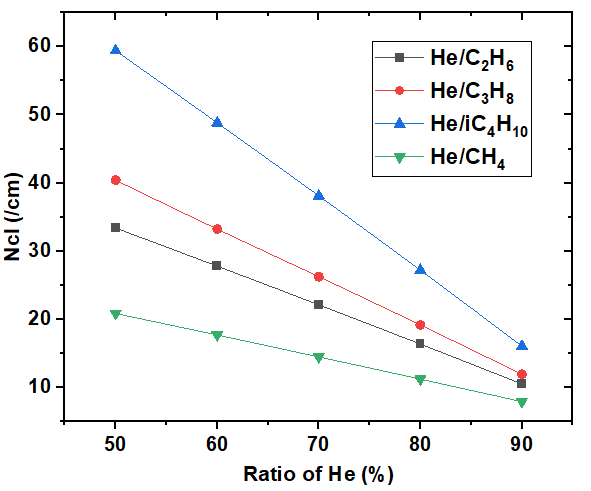 60
50
40
30
20
10
Ncl (/cm)
He/C₂H₆
He/C₃H₈
He/iC₄H₁₀
He/CH₄
50 60 70 80 90
Ratio of He (%)